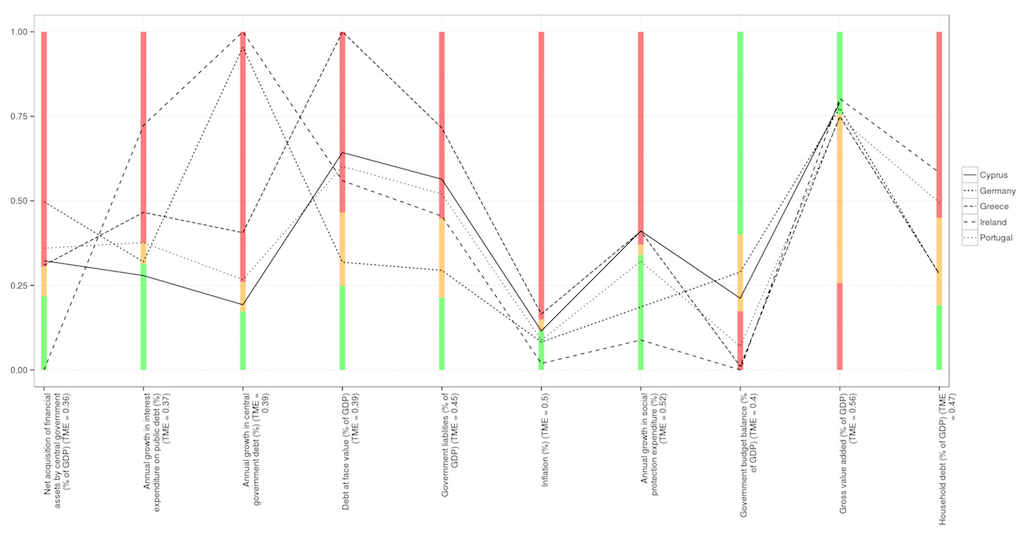 1.00
0.75
0.50
0.25
0.00
Net acquisition of financial
assets by central government
(% of GDP) (TME = 0.36)
Annual growth in interest
expenditure on public debt (%)
(TME = 0.37)
Annual growth in central
government debt (%) (TME =
0.39)
Debt at face value (% of GDP)
(TME = 0.39)
Government liablities (% of
GDP) (TME = 0.45)
Inflation (%) (TME = 0.5)
Annual growth in social
protection expenditure (%)
(TME = 0.52)
Government budget balance (%
of GDP) (TME = 0.4)
Gross value added (% of GDP)
(TME = 0.56)
Household debt (% of GDP) (TME
= 0.47)
Cyprus
Germany
Greece
Ireland
Portugal